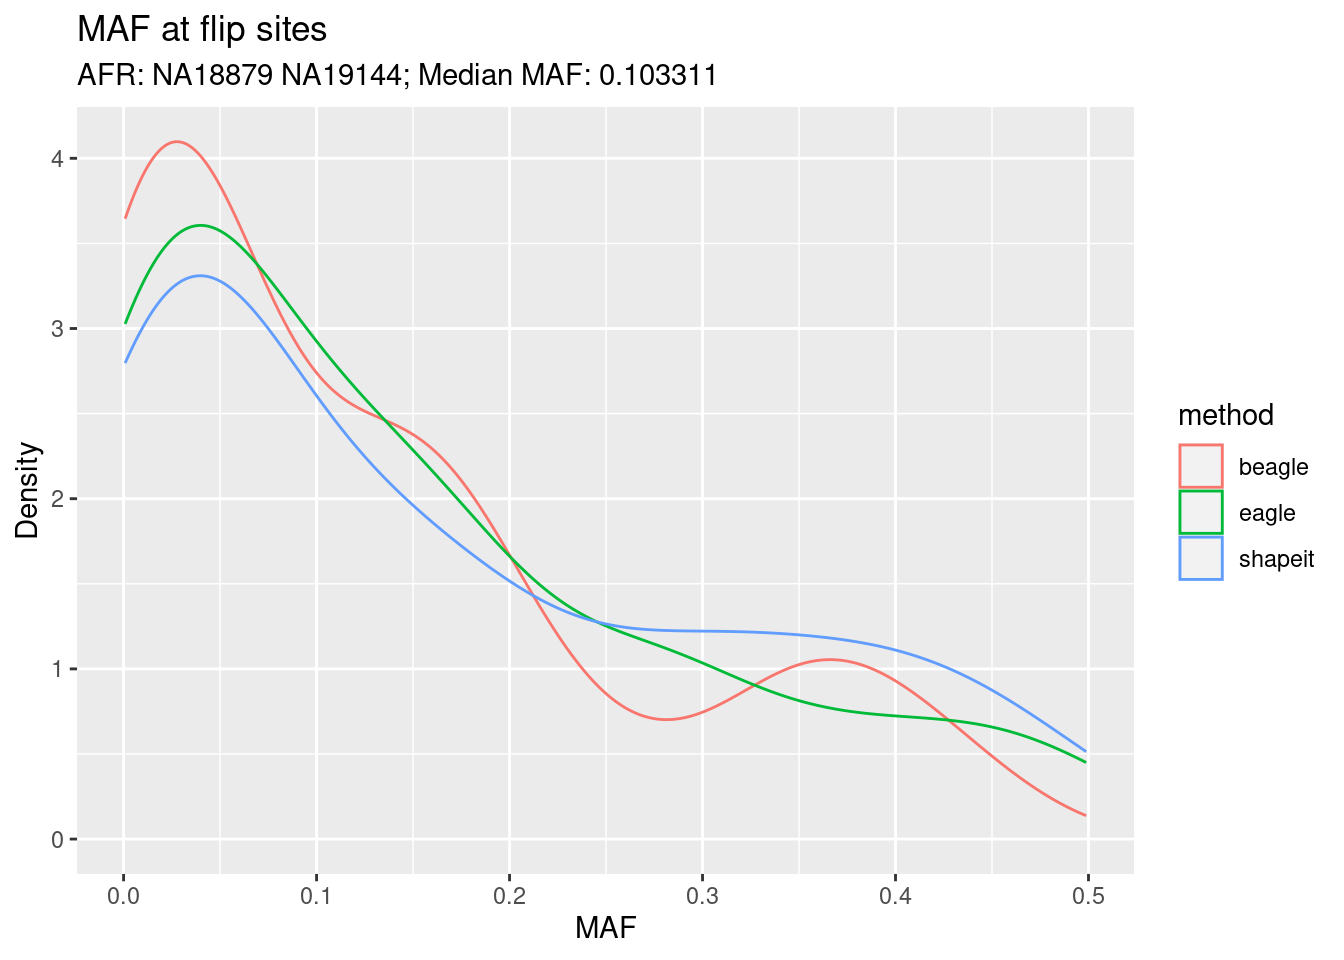 MAF at flip sites
AFR: NA18879 NA19144; Median MAF: 0.103311
4
3
2
1
0
Density
0.0 0.1 0.2 0.3 0.4 0.5
MAF
method
beagle
eagle
shapeit